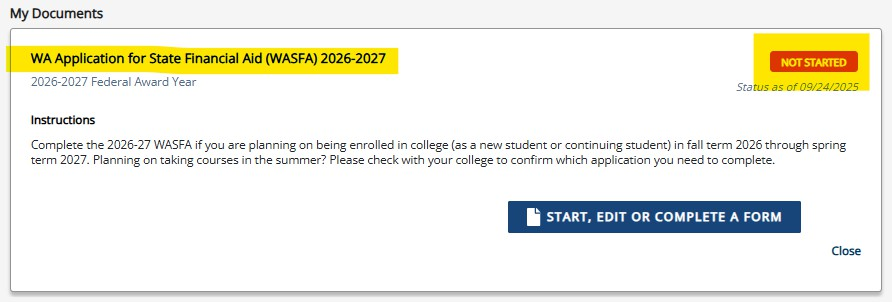 My Documents
WA Application for State Financial Aid (WASFA) 2026-2027
NOT STARTED
2026-2027 Federal Award Year
Status as of 09/24/2025
Instructions
Complete the 2026-27 WASFA if you are planning on being enrolled in college (as a new student or continuing student) in fall term 2026 through spring
term 2027. Planning on taking courses in the summer? Please check with your college to confirm which application you need to complete.
START, EDIT OR COMPLETE A FORM
Close